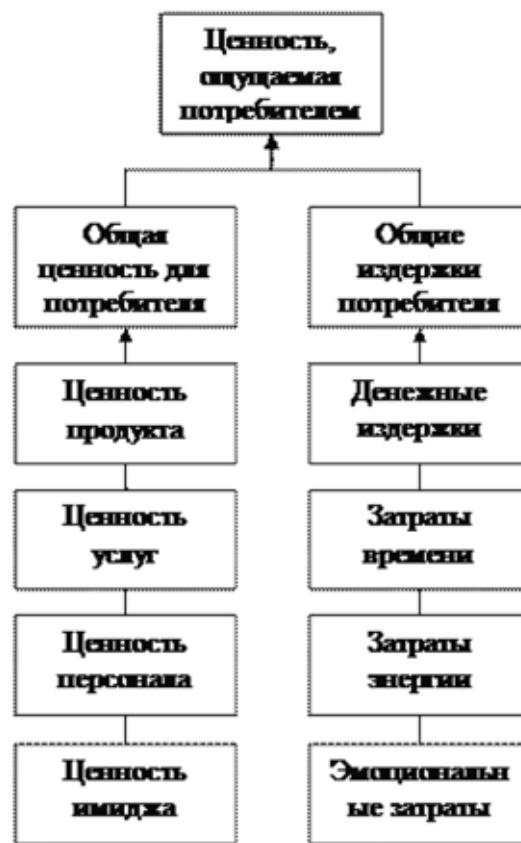 Ценность,
ощущаемая
потребителем
Общая
ценность для
потребителя
Общие
издержки
потребителя
Ценность
продукта
Денежные
издержки
Ценность
услуг
Затраты
времени
Ценность
персонала
Затраты
энергии
Ценность
имиджа
Эмоциональн
ые затраты